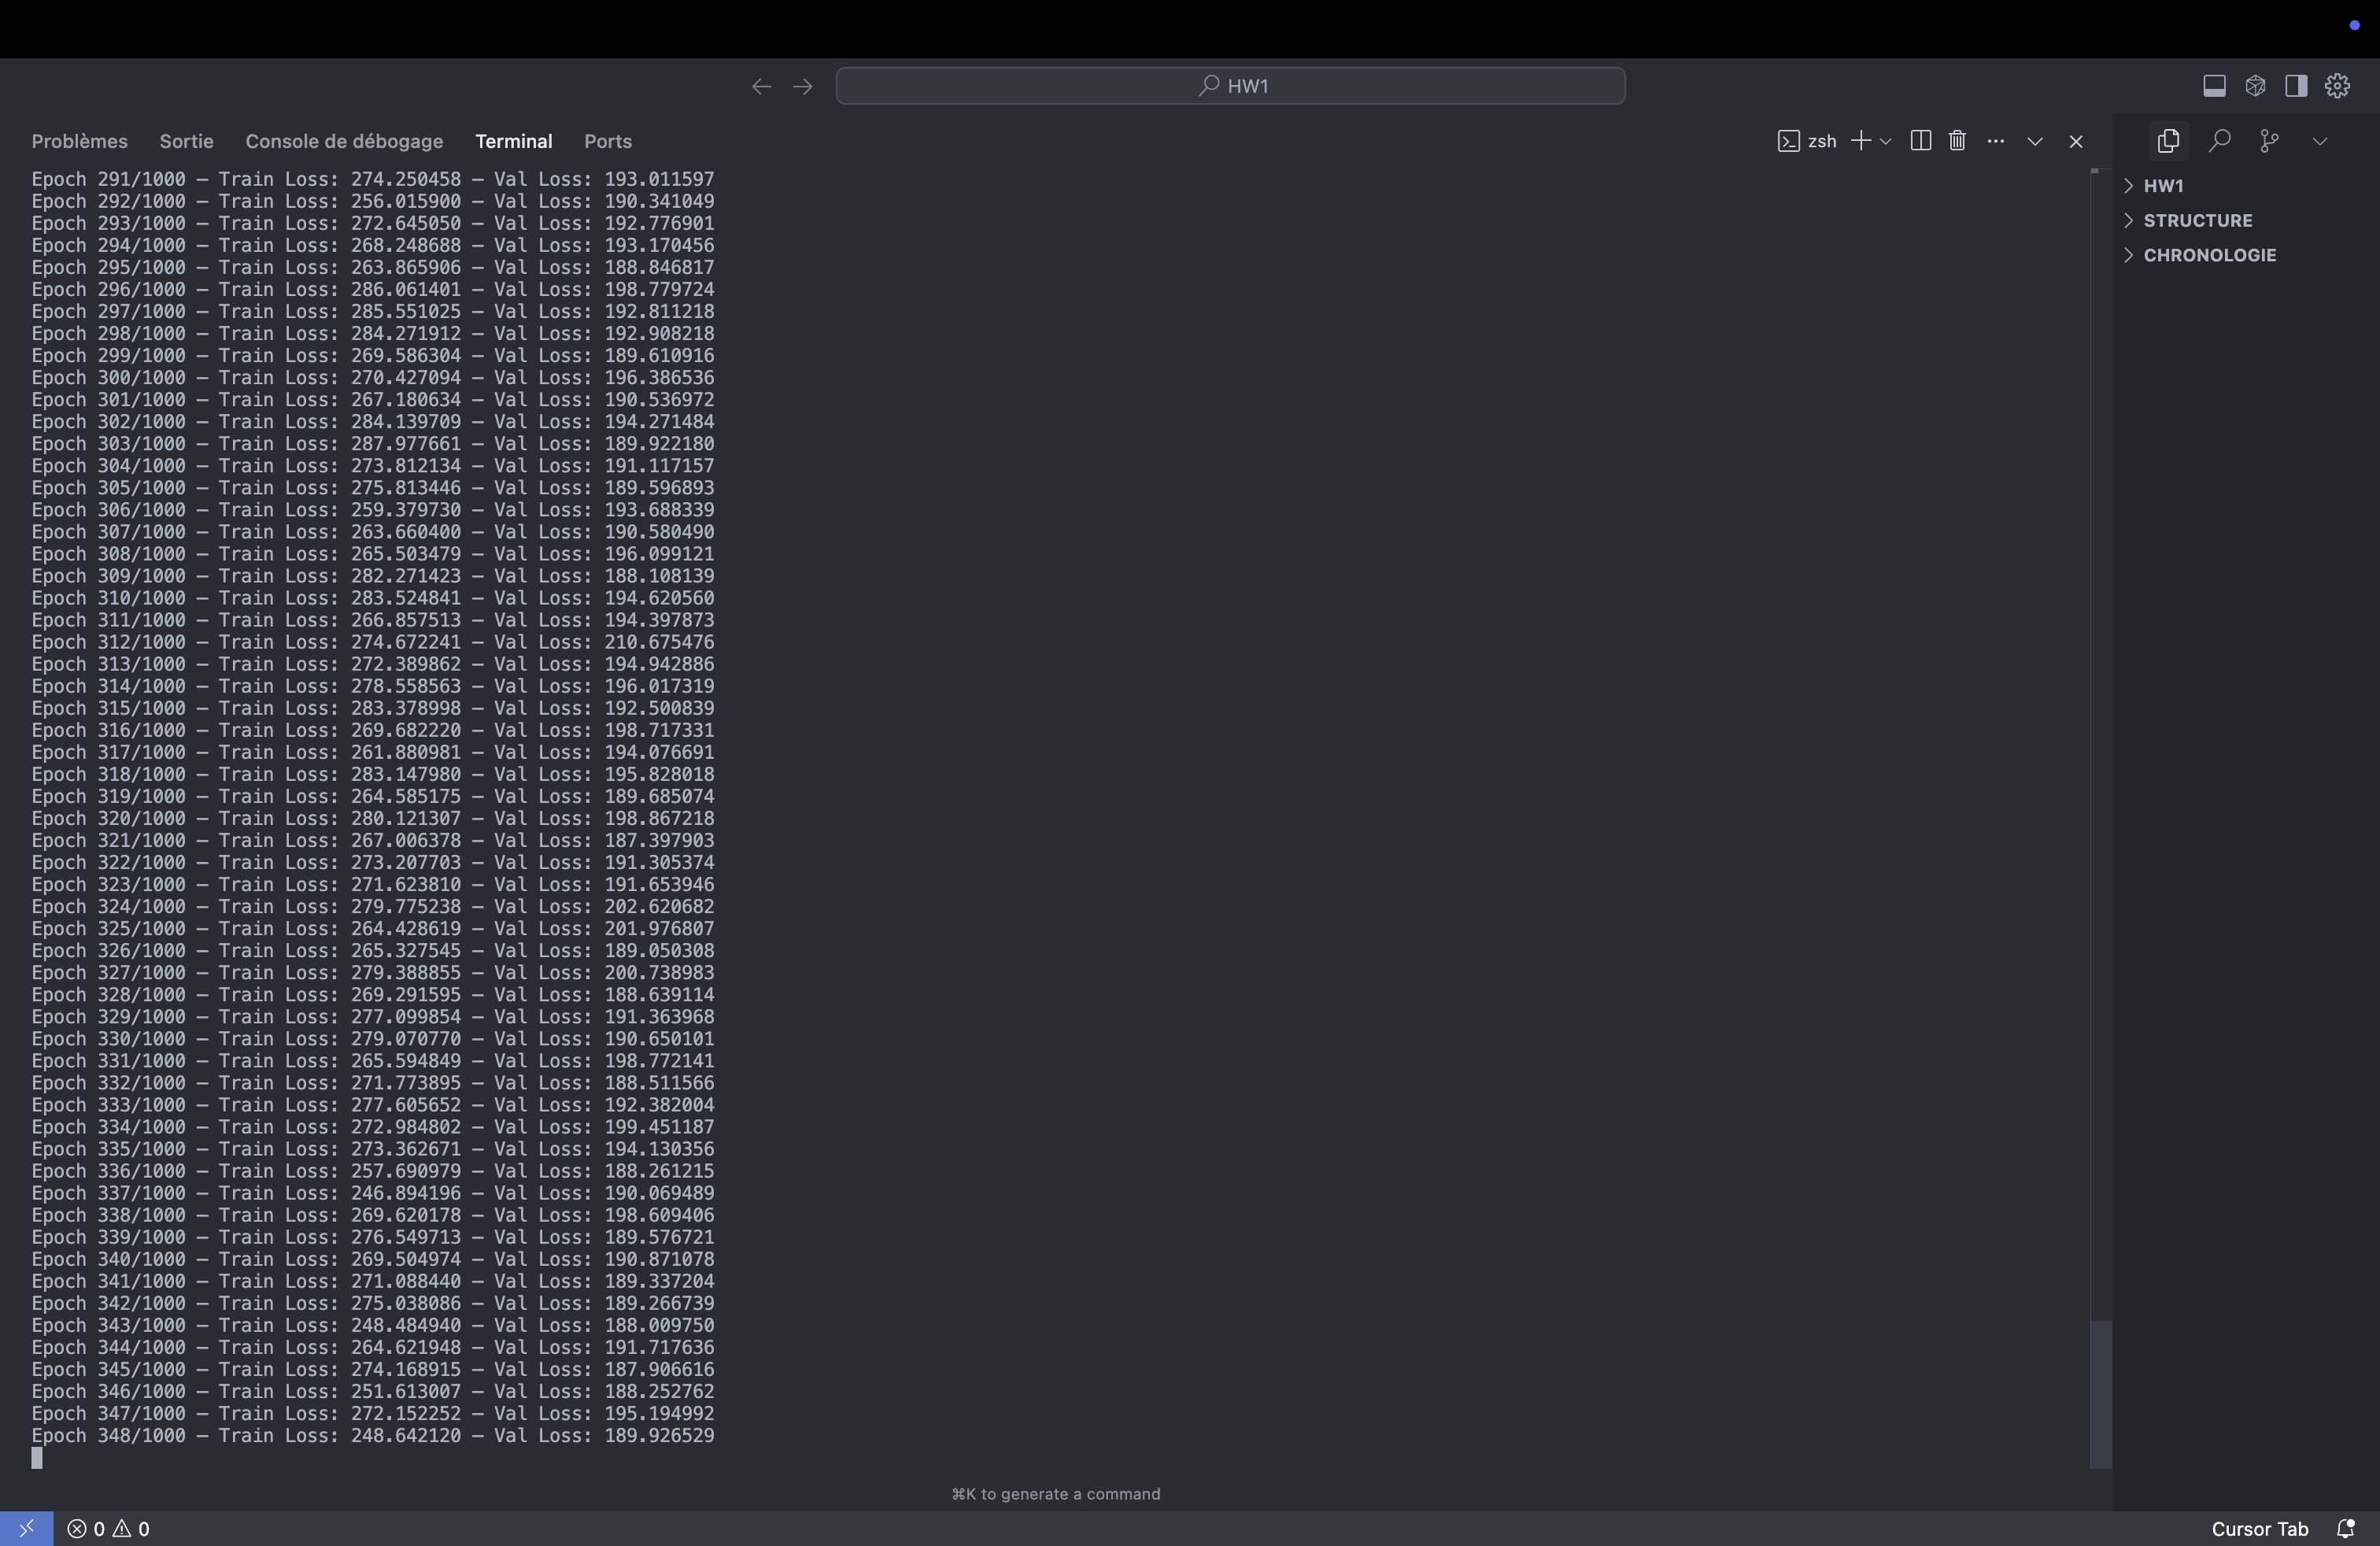 HW1
Problèmes Sortie Console de débogage Terminal Ports
zsh
Epoch 291/1000 — Train Loss: 274.250458 — Val Loss: 193.011597
Epoch 292/1000 — Train Loss: 256.015900 — Val Loss: 190.341049
Epoch 293/1000 — Train Loss: 272.645050 — Val Loss: 192.776901
Epoch 294/1000 — Train Loss: 268.248688 — Val Loss: 193.170456
Epoch 295/1000 — Train Loss: 263.865906 — Val Loss: 188.846817
Epoch 296/1000 — Train Loss: 286.061401 — Val Loss: 198.779724
Epoch 297/1000 — Train Loss: 285.551025 — Val Loss: 192.811218
Epoch 298/1000 — Train Loss: 284.271912 — Val Loss: 192.908218
Epoch 299/1000 — Train Loss: 269.586304 — Val Loss: 189.610916
Epoch 300/1000 — Train Loss: 270.427094 — Val Loss: 196.386536
Epoch 301/1000 — Train Loss: 267.180634 — Val Loss: 190.536972
Epoch 302/1000 — Train Loss: 284.139709 — Val Loss: 194.271484
Epoch 303/1000 — Train Loss: 287.977661 — Val Loss: 189.922180
Epoch 304/1000 — Train Loss: 273.812134 — Val Loss: 191.117157
Epoch 305/1000 — Train Loss: 275.813446 — Val Loss: 189.596893
Epoch 306/1000 — Train Loss: 259.379730 — Val Loss: 193.688339
Epoch 307/1000 — Train Loss: 263.660400 — Val Loss: 190.580490
Epoch 308/1000 — Train Loss: 265.503479 — Val Loss: 196.099121
Epoch 309/1000 — Train Loss: 282.271423 — Val Loss: 188.108139
Epoch 310/1000 — Train Loss: 283.524841 — Val Loss: 194.620560
Epoch 311/1000 — Train Loss: 266.857513 — Val Loss: 194.397873
Epoch 312/1000 — Train Loss: 274.672241 — Val Loss: 210.675476
Epoch 313/1000 — Train Loss: 272.389862 — Val Loss: 194.942886
Epoch 314/1000 — Train Loss: 278.558563 — Val Loss: 196.017319
Epoch 315/1000 — Train Loss: 283.378998 — Val Loss: 192.500839
Epoch 316/1000 — Train Loss: 269.682220 — Val Loss: 198.717331
Epoch 317/1000 — Train Loss: 261.880981 — Val Loss: 194.076691
Epoch 318/1000 — Train Loss: 283.147980 — Val Loss: 195.828018
Epoch 319/1000 — Train Loss: 264.585175 — Val Loss: 189.685074
Epoch 320/1000 — Train Loss: 280.121307 — Val Loss: 198.867218
Epoch 321/1000 — Train Loss: 267.006378 — Val Loss: 187.397903
Epoch 322/1000 — Train Loss: 273.207703 — Val Loss: 191.305374
Epoch 323/1000 — Train Loss: 271.623810 — Val Loss: 191.653946
Epoch 324/1000 — Train Loss: 279.775238 — Val Loss: 202.620682
Epoch 325/1000 — Train Loss: 264.428619 — Val Loss: 201.976807
Epoch 326/1000 — Train Loss: 265.327545 — Val Loss: 189.050308
Epoch 327/1000 — Train Loss: 279.388855 — Val Loss: 200.738983
Epoch 328/1000 — Train Loss: 269.291595 — Val Loss: 188.639114
Epoch 329/1000 — Train Loss: 277.099854 — Val Loss: 191.363968
Epoch 330/1000 — Train Loss: 279.070770 — Val Loss: 190.650101
Epoch 331/1000 — Train Loss: 265.594849 — Val Loss: 198.772141
Epoch 332/1000 — Train Loss: 271.773895 — Val Loss: 188.511566
Epoch 333/1000 — Train Loss: 277.605652 — Val Loss: 192.382004
Epoch 334/1000 — Train Loss: 272.984802 — Val Loss: 199.451187
Epoch 335/1000 — Train Loss: 273.362671 — Val Loss: 194.130356
Epoch 336/1000 — Train Loss: 257.690979 — Val Loss: 188.261215
Epoch 337/1000 — Train Loss: 246.894196 — Val Loss: 190.069489
Epoch 338/1000 — Train Loss: 269.620178 — Val Loss: 198.609406
Epoch 339/1000 — Train Loss: 276.549713 — Val Loss: 189.576721
Epoch 340/1000 — Train Loss: 269.504974 — Val Loss: 190.871078
Epoch 341/1000 — Train Loss: 271.088440 — Val Loss: 189.337204
Epoch 342/1000 — Train Loss: 275.038086 — Val Loss: 189.266739
Epoch 343/1000 — Train Loss: 248.484940 — Val Loss: 188.009750
Epoch 344/1000 — Train Loss: 264.621948 — Val Loss: 191.717636
Epoch 345/1000 — Train Loss: 274.168915 — Val Loss: 187.906616
Epoch 346/1000 — Train Loss: 251.613007 — Val Loss: 188.252762
Epoch 347/1000 — Train Loss: 272.152252 — Val Loss: 195.194992
Epoch 348/1000 — Train Loss: 248.642120 — Val Loss: 189.926529
⌘K to generate a command
HW1
STRUCTURE
CHRONOLOGIE
0 0
Cursor Tab